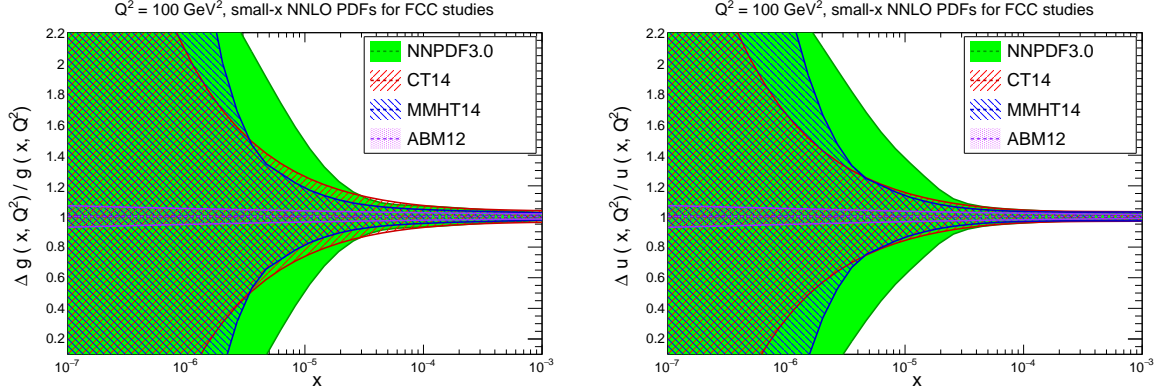 Q² = 100 GeV², small-x NNLO PDFs for FCC studies
Δ g ( x, Q²) / g ( x, Q²)
2.2
2
1.8
1.6
1.4
1.2
1
0.8
0.6
0.4
0.2
NNPDF3.0
CT14
MMHT14
ABM12
10⁻⁷
10⁻⁶
10⁻⁵
10⁻⁴
10⁻³
x
Q² = 100 GeV², small-x NNLO PDFs for FCC studies
Δ u ( x, Q²) / u ( x, Q²)
2.2
2
1.8
1.6
1.4
1.2
1
0.8
0.6
0.4
0.2
NNPDF3.0
CT14
MMHT14
ABM12
10⁻⁷
10⁻⁶
10⁻⁵
10⁻⁴
10⁻³
x